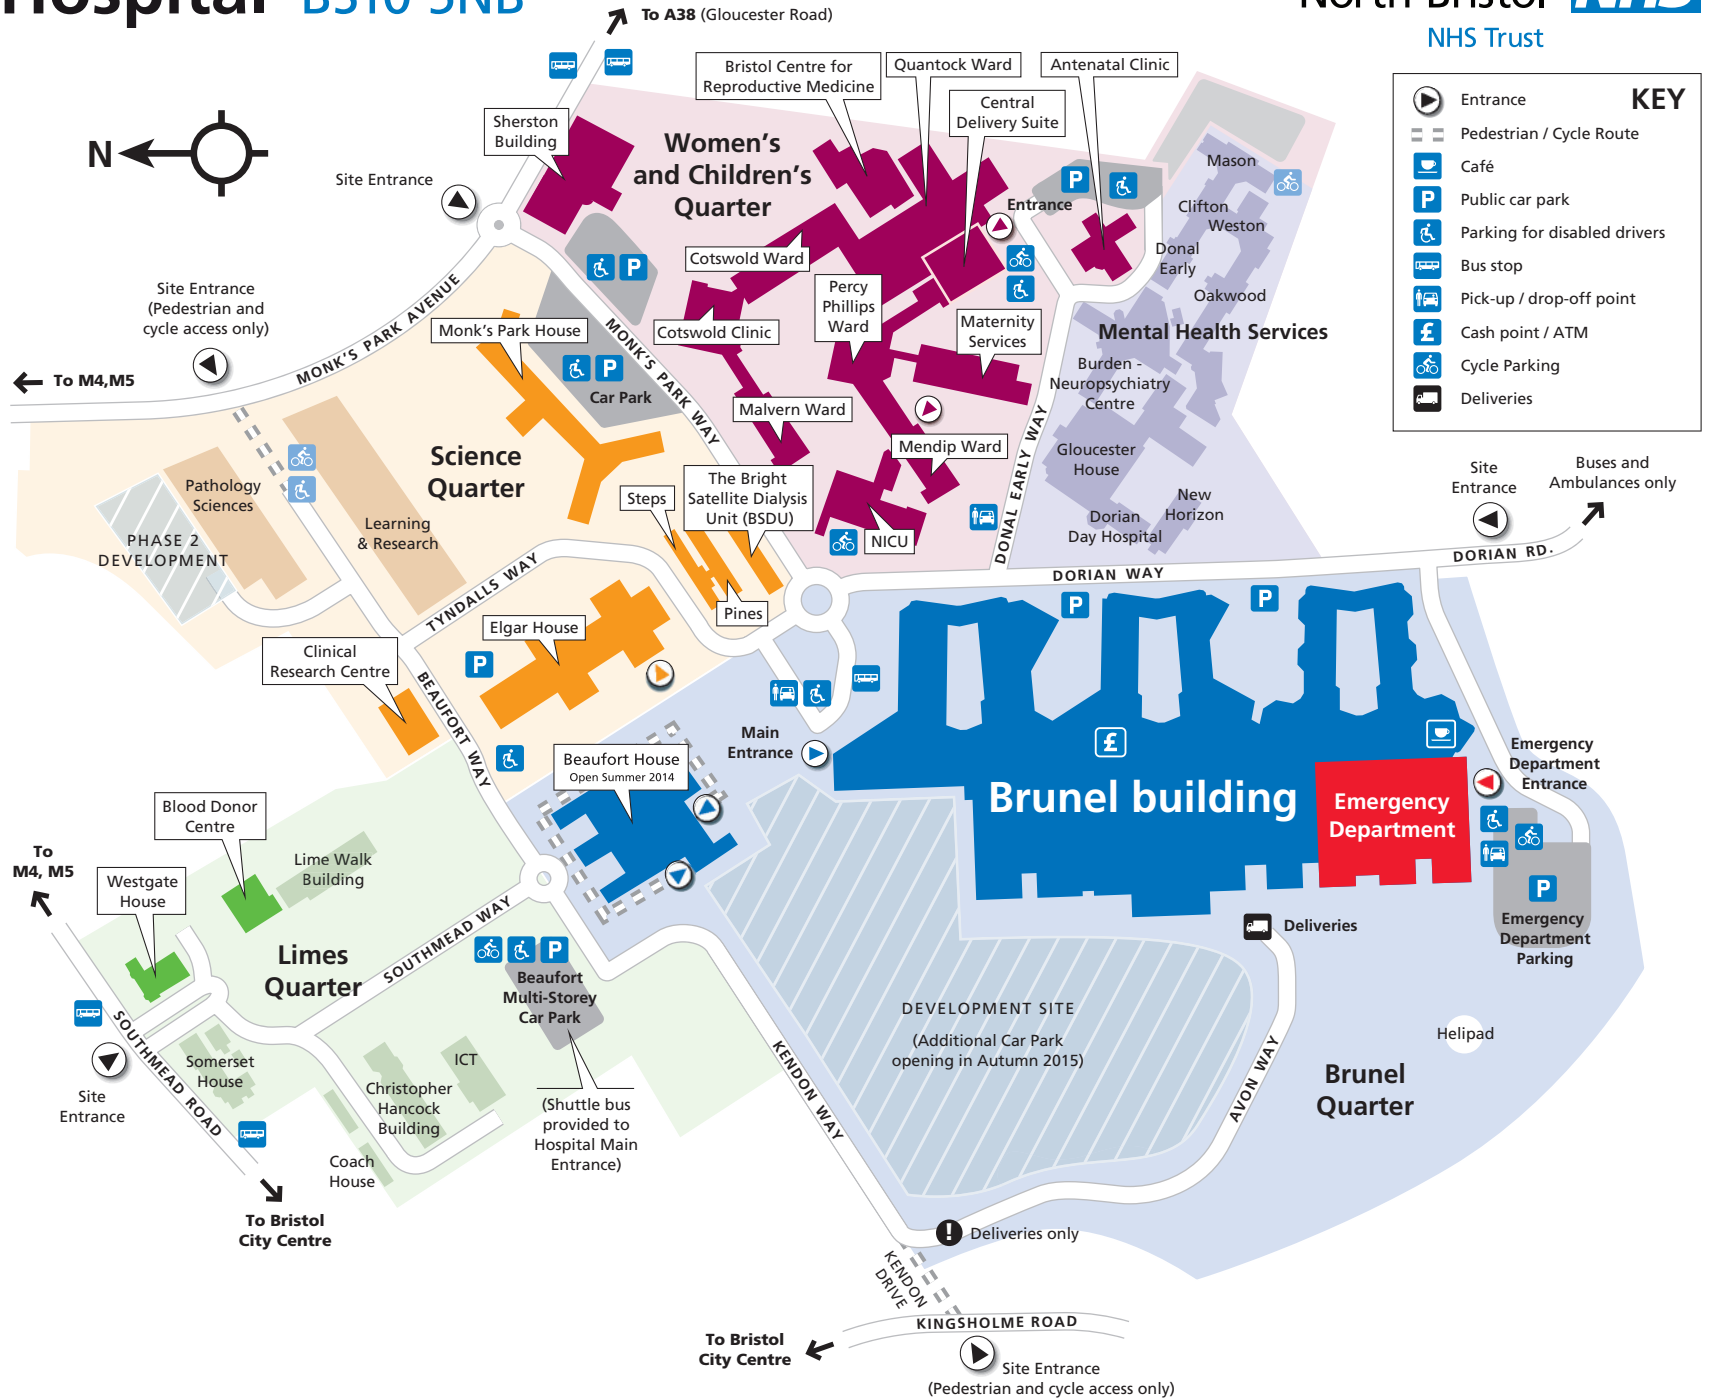 Hospital BS10 5NB
North Bristol NHS
NHS Trust
To A38 (Gloucester Road)
KEY
Entrance
Pedestrian / Cycle Route
Café
P
Public car park
Parking for disabled drivers
Bus stop
Pick-up / drop-off point
£
Cash point / ATM
Cycle Parking
Deliveries
N
Site Entrance
Site Entrance
(Pedestrian and
cycle access only)
To M4,M5
MONK'S PARK AVENUE
Sherston
Building
Women's
and Children's
Quarter
Bristol Centre for
Reproductive Medicine
Quantock Ward
Central
Delivery Suite
Antenatal Clinic
P
Entrance
Cotswold Ward
Cotswold Clinic
Percy
Phillips
Ward
Maternity
Services
Malvern Ward
Mendip Ward
NICU
P
MONK'S PARK WAY
Monk's Park House
P
Car Park
Mason
Clifton
Weston
Donal
Early
Oakwood
Mental Health Services
Burden -
Neuropsychiatry
Centre
Gloucester
House
New
Horizon
Dorian
Day Hospital
DONAL EARLY WAY
Site
Entrance
Buses and
Ambulances only
DORIAN RD.
DORIAN WAY
Science
Quarter
Pathology
Sciences
PHASE 2
DEVELOPMENT
Learning
& Research
Steps
The Bright
Satellite Dialysis
Unit (BSDU)
Pines
TYNDALLS WAY
Elgar House
P
Clinical
Research Centre
BEAUFORT WAY
P
P
Main
Entrance
£
Brunel building
Emergency
Department
Emergency
Department
Entrance
P
Emergency
Department
Parking
Beaufort House
Open Summer 2014
Blood Donor
Centre
Lime Walk
Building
To
M4, M5
Westgate
House
Limes
Quarter
SOUTHMEAD WAY
P
Beaufort
Multi-Storey
Car Park
(Shuttle bus
provided to
Hospital Main
Entrance)
SOUTHMEAD ROAD
Site
Entrance
Somerset
House
ICT
Christopher
Hancock
Building
Coach
House
To Bristol
City Centre
Deliveries
DEVELOPMENT SITE
(Additional Car Park
opening in Autumn 2015)
Helipad
Brunel
Quarter
AVON WAY
KENDON WAY
! Deliveries only
KENDON
DRIVE
KINGSHOLME ROAD
To Bristol
City Centre
Site Entrance
(Pedestrian and cycle access only)